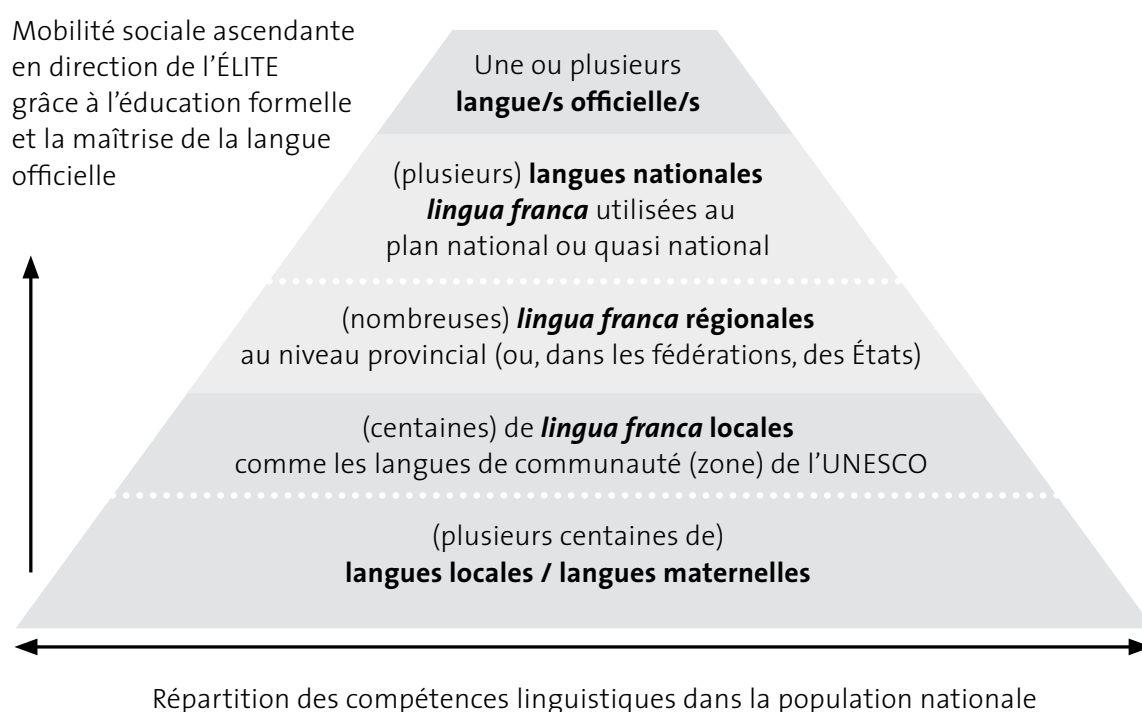 Mobilité sociale ascendante
en direction de l’ÉLITE
grâce à l’éducation formelle
et la maîtrise de la langue
officielle
Une ou plusieurs
langue/s officielle/s
(plusieurs) langues nationales
lingua franca utilisées au
plan national ou quasi national
(nombreuses) lingua franca régionales
au niveau provincial (ou, dans les fédérations, des États)
(centaines) de lingua franca locales
comme les langues de communauté (zone) de l’UNESCO
(plusieurs centaines de)
langues locales / langues maternelles
Répartition des compétences linguistiques dans la population nationale